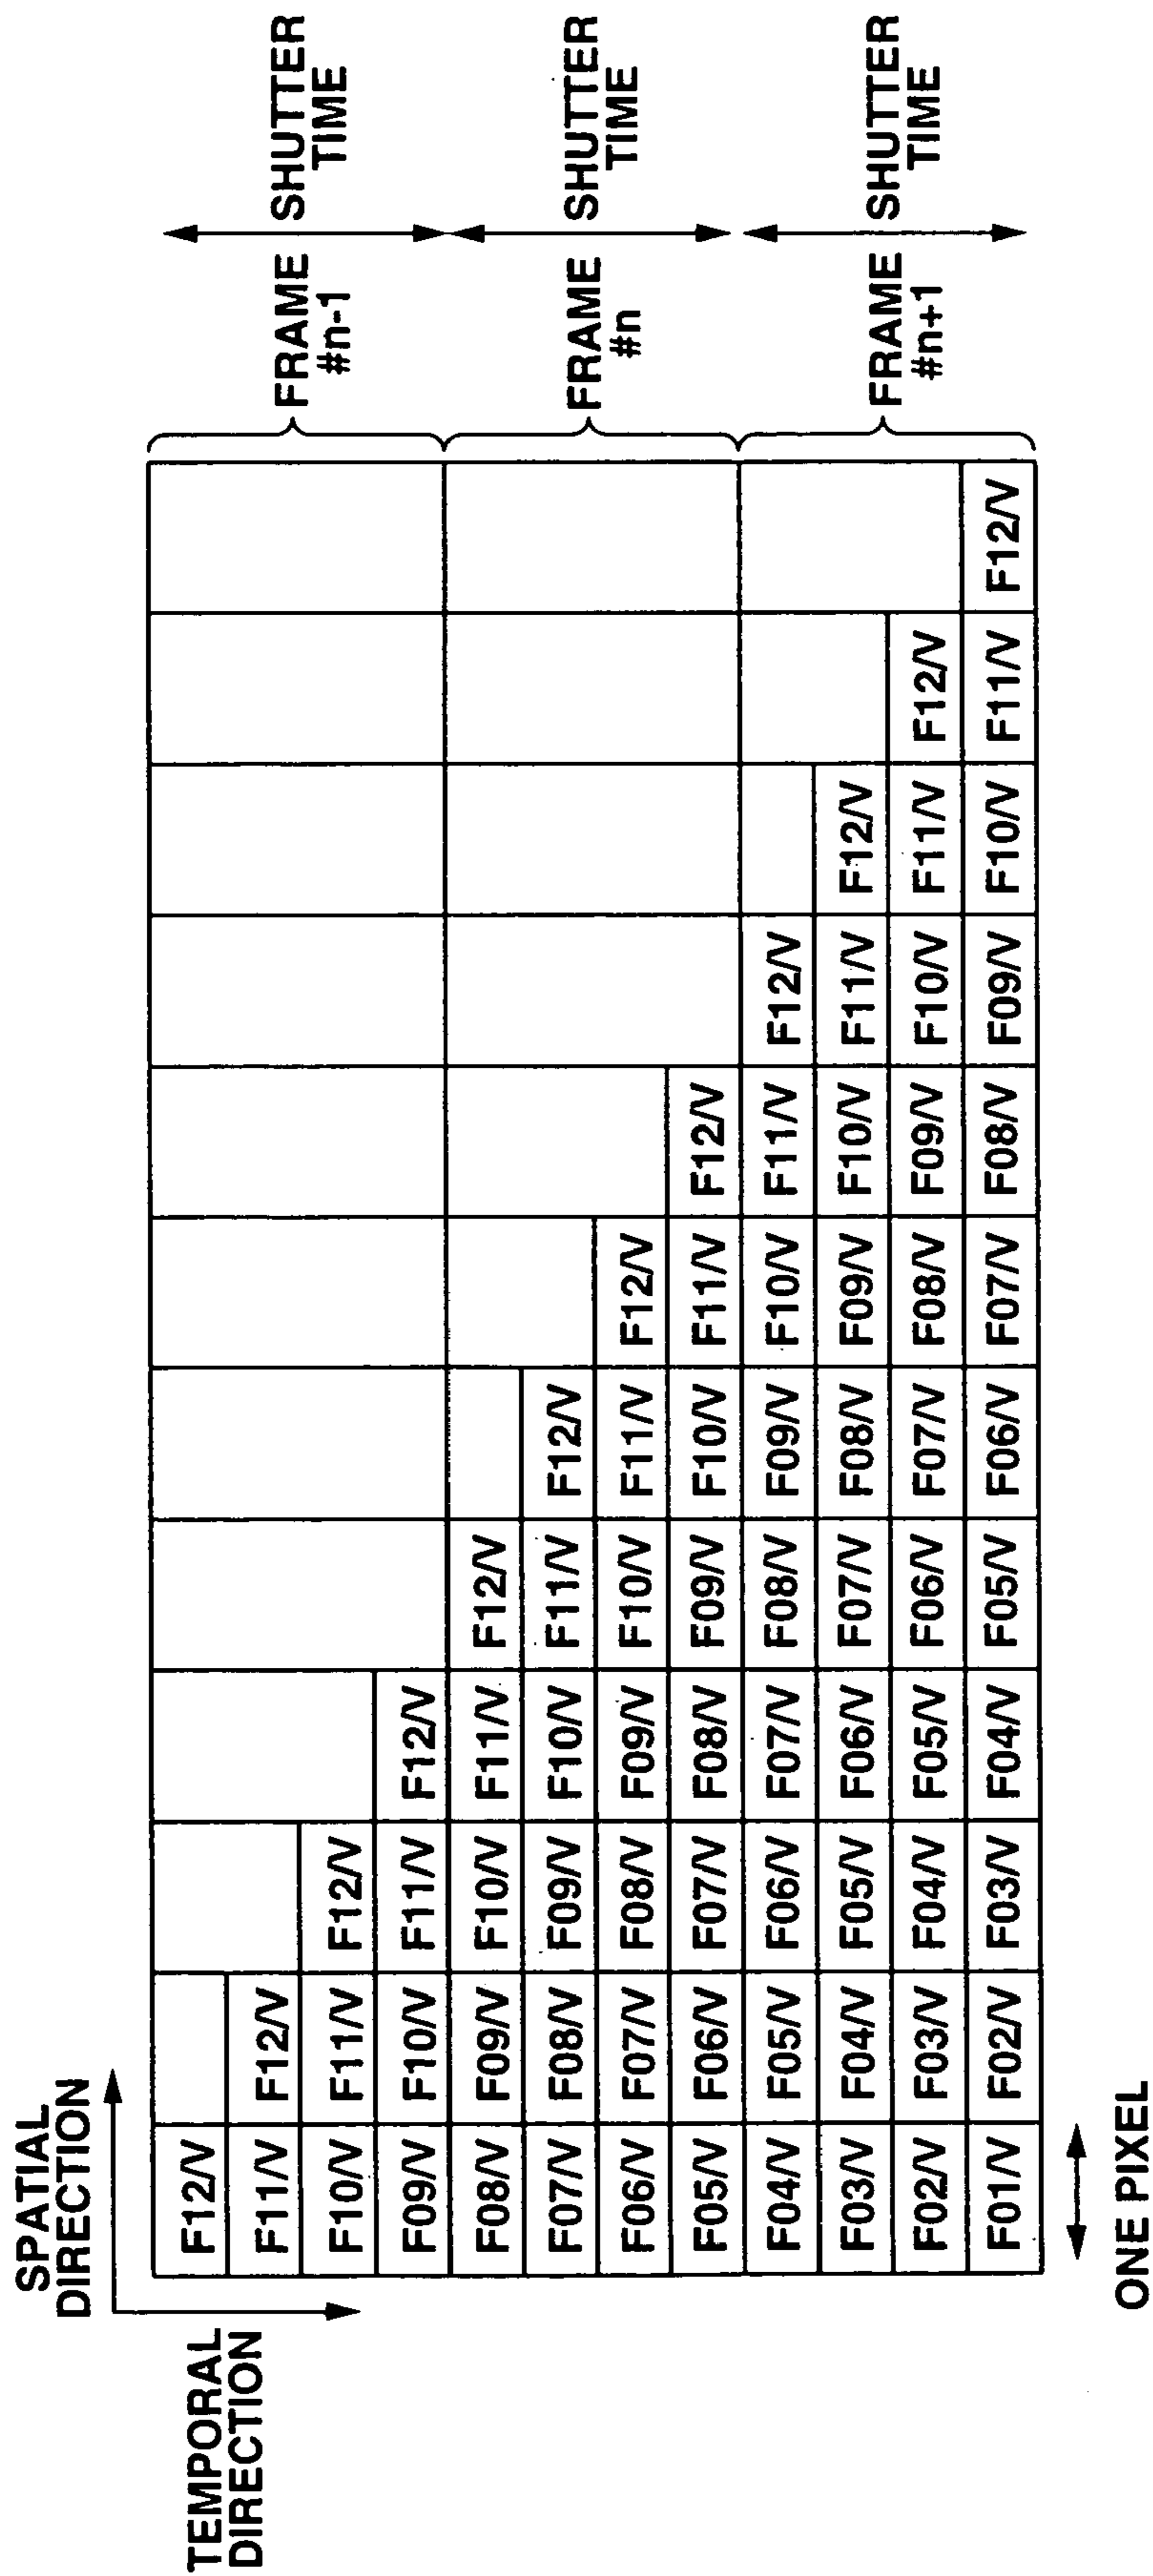 SPATIAL
DIRECTION
TEMPORAL
DIRECTION
F12/V
F11/V F12/V
F10/V F11/V F12/V
F09/V F10/V F11/V F12/V
FRAME
#n-1
SHUTTER
TIME
F08/V F09/V F10/V F11/V F12/V
F07/V F08/V F09/V F10/V F11/V F12/V
F06/V F07/V F08/V F09/V F10/V F11/V F12/V
F05/V F06/V F07/V F08/V F09/V F10/V F11/V F12/V
FRAME
#n
SHUTTER
TIME
F04/V F05/V F06/V F07/V F08/V F09/V F10/V F11/V F12/V
F03/V F04/V F05/V F06/V F07/V F08/V F09/V F10/V F11/V F12/V
F02/V F03/V F04/V F05/V F06/V F07/V F08/V F09/V F10/V F11/V F12/V
F01/V F02/V F03/V F04/V F05/V F06/V F07/V F08/V F09/V F10/V F11/V F12/V
FRAME
#n+1
SHUTTER
TIME
ONE PIXEL